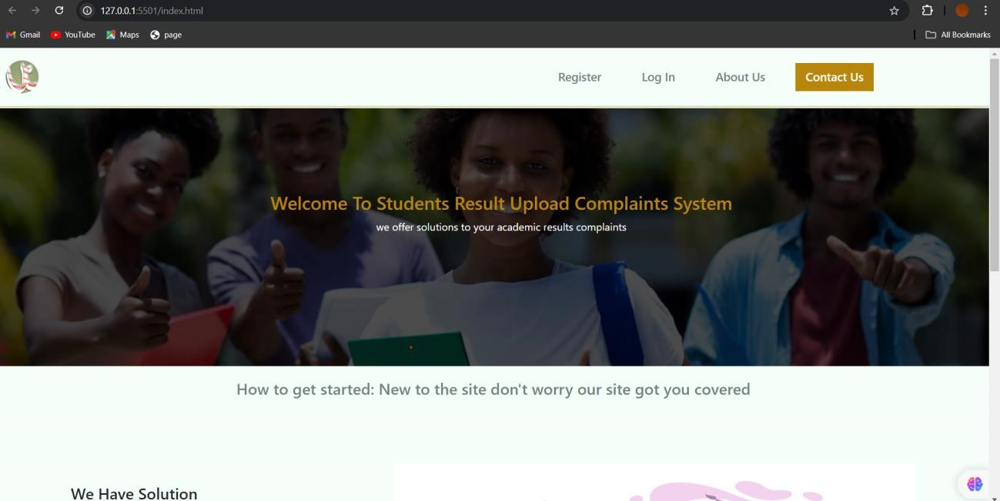 127.0.0.1:5501/index.html
Gmail YouTube Maps page All Bookmarks
Register Log In About Us Contact Us
Welcome To Students Result Upload Complaints System
we offer solutions to your academic results complaints
How to get started: New to the site don't worry our site got you covered
We Have Solution